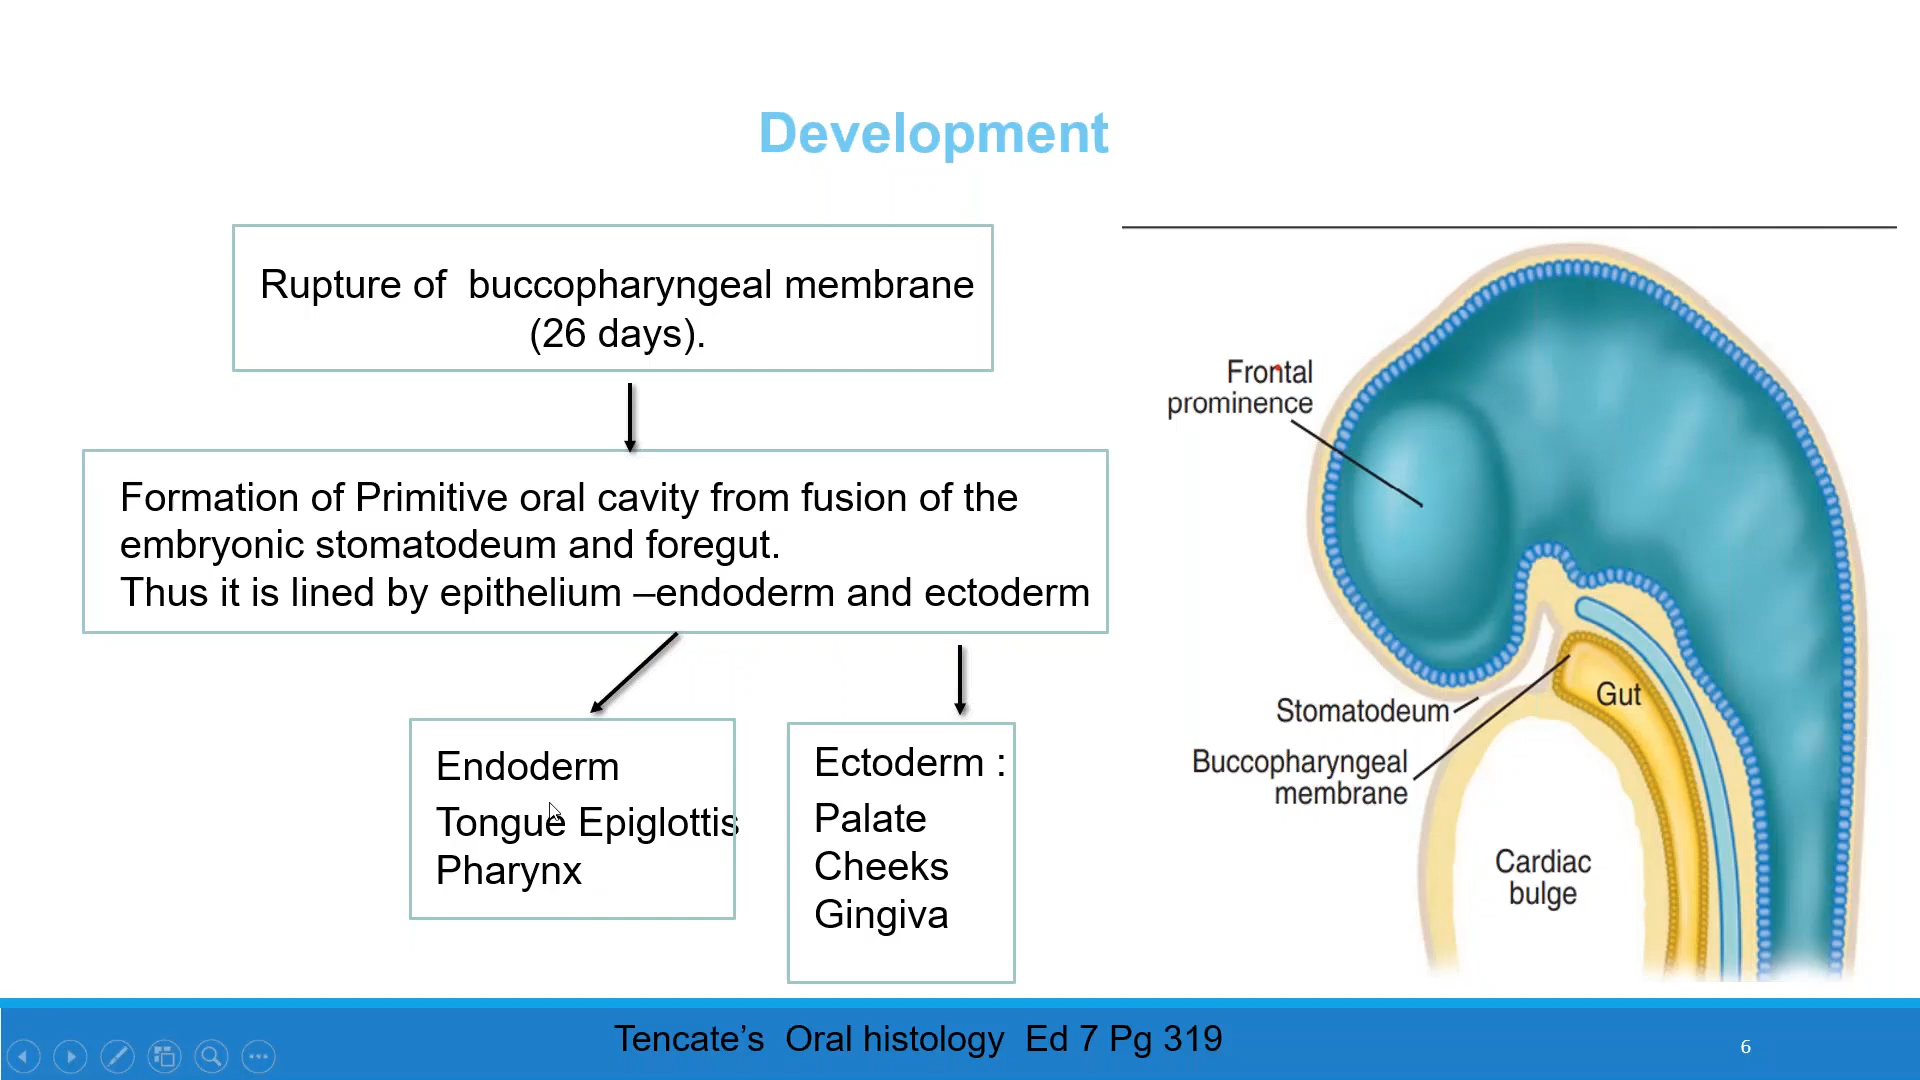 Development
Rupture of buccopharyngeal membrane
(26 days).
Formation of Primitive oral cavity from fusion of the
embryonic stomatodeum and foregut.
Thus it is lined by epithelium –endoderm and ectoderm
Endoderm
Tongue Epiglottis
Pharynx
Ectoderm :
Palate
Cheeks
Gingiva
Frontal
prominence
Stomatodeum
Buccopharyngeal
membrane
Gut
Cardiac
bulge
Tencate’s Oral histology Ed 7 Pg 319
6